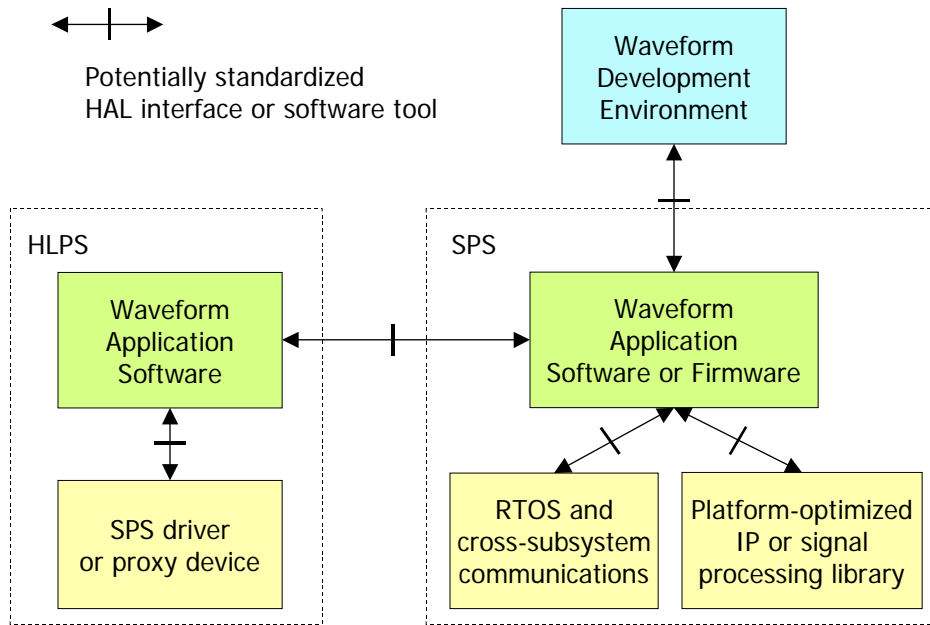 Potentially standardized
HAL interface or software tool
Waveform
Development
Environment
HLPS
Waveform
Application
Software
SPS driver
or proxy device
SPS
Waveform
Application
Software or Firmware
RTOS and
cross-subsystem
communications
Platform-optimized
IP or signal
processing library